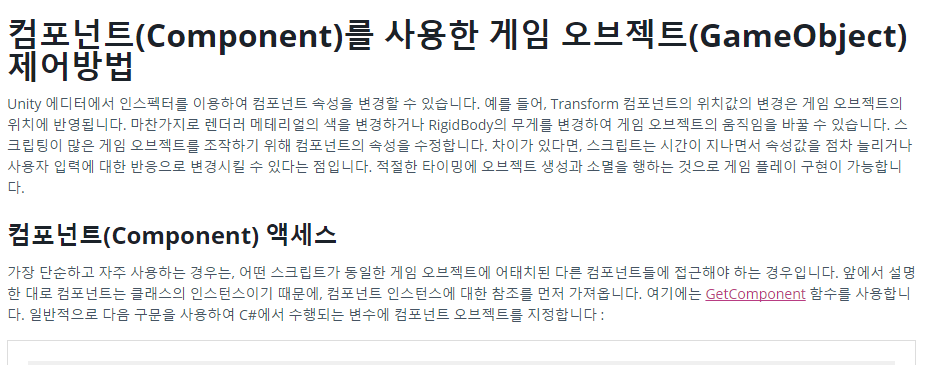 컴포넌트(Component)를 사용한 게임 오브젝트(GameObject)
제어방법
Unity 에디터에서 인스펙터를 이용하여 컴포넌트 속성을 변경할 수 있습니다. 예를 들어, Transform 컴포넌트의 위치값의 변경은 게임 오브젝트의
위치에 반영됩니다. 마찬가지로 렌더러 메테리얼의 색을 변경하거나 RigidBody의 무게를 변경하여 게임 오브젝트의 움직임을 바꿀 수 있습니다. 스
크립팅이 많은 게임 오브젝트를 조작하기 위해 컴포넌트의 속성을 수정합니다. 차이가 있다면, 스크립트는 시간이 지나면서 속성값을 점차 늘리거나
사용자 입력에 대한 반응으로 변경시킬 수 있다는 점입니다. 적절한 타이밍에 오브젝트 생성과 소멸을 행하는 것으로 게임 플레이 구현이 가능합니
다.
컴포넌트(Component) 액세스
가장 단순하고 자주 사용하는 경우는, 어떤 스크립트가 동일한 게임 오브젝트에 어태치된 다른 컴포넌트들에 접근해야 하는 경우입니다. 앞에서 설명
한 대로 컴포넌트는 클래스의 인스턴스이기 때문에, 컴포넌트 인스턴스에 대한 참조를 먼저 가져옵니다. 여기에는 GetComponent 함수를 사용합니
다. 일반적으로 다음 구문을 사용하여 C#에서 수행되는 변수에 컴포넌트 오브젝트를 지정합니다 :